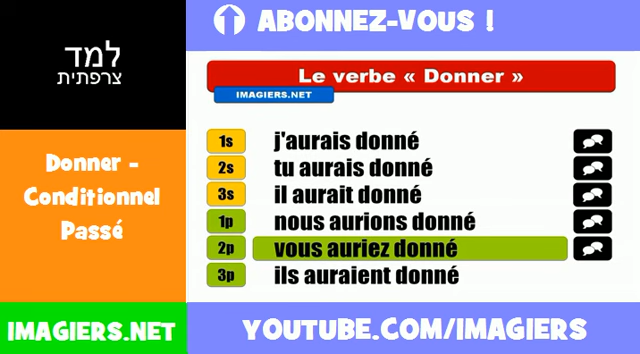 למד
צרפתית
Donner -
Conditionnel
Passé
IMAGIERS.NET
ABONNEZ-VOUS !
Le verbe « Donner »
IMAGIERS.NET
1s j'aurais donné
2s tu aurais donné
3s il aurait donné
1p nous aurions donné
2p vous auriez donné
3p ils auraient donné
YOUTUBE.COM/IMAGIERS